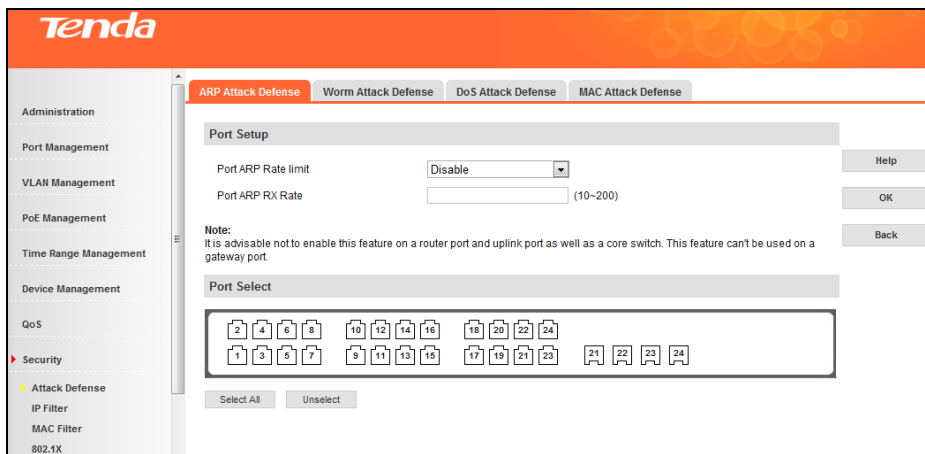 Tenda
ARP Attack Defense Worm Attack Defense DoS Attack Defense MAC Attack Defense
Administration
Port Management
VLAN Management
PoE Management
Time Range Management
Device Management
QoS
Security
Attack Defense
IP Filter
MAC Filter
802.1X
Port Setup
Port ARP Rate limit Disable
Port ARP RX Rate (10~200)
Note:
It is advisable not to enable this feature on a router port and uplink port as well as a core switch. This feature can't be used on a
gateway port.
Port Select
2 4 6 8 10 12 14 16 18 20 22 24
1 3 5 7 9 11 13 15 17 19 21 23 21 22 23 24
Select All Unselect
Help
OK
Back